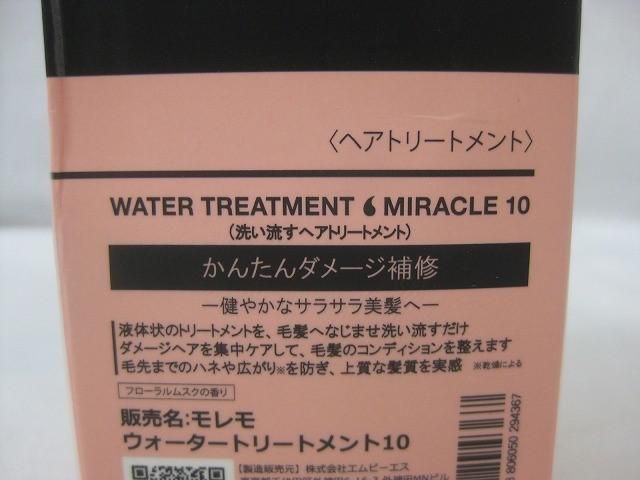 〈ヘアトリートメント〉
WATER TREATMENT MIRACLE 10
(洗い流すヘアトリートメント)
かんたんダメージ補修
ー健やかなサラサラ美髪へー
液体状のトリートメントを、毛髪へなじませ洗い流すだけ
ダメージヘアを集中ケアして、毛髪のコンディションを整えます
毛先までのハネや広がり※を防ぎ、上質な髪質を実感 ※乾燥による
フローラルムスクの香り
販売名:モレモ
ウォータートリートメント10
【製造販売元】株式会社エムビーエス
806050 294367